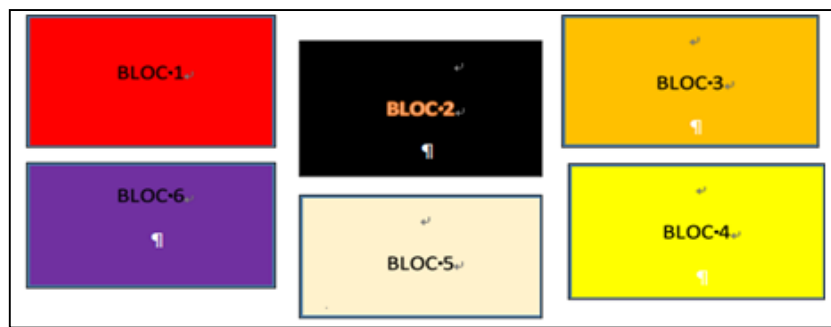 BLOC·1↵
↵
BLOC·2↵
¶
↵
BLOC·3↵
¶
BLOC·6↵
¶
↵
BLOC·5↵
↵
BLOC·4↵
¶